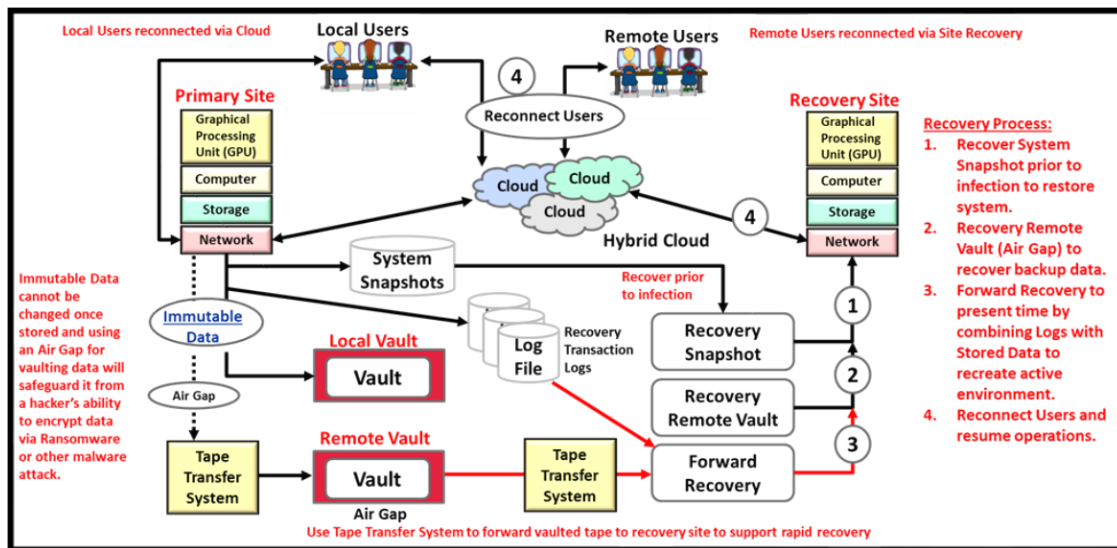 Local Users reconnected via Cloud
Local Users
Remote Users
Remote Users reconnected via Site Recovery
4
Reconnect Users
Primary Site
Graphical
Processing
Unit (GPU)
Computer
Storage
Network
Cloud
Cloud
Cloud
Hybrid Cloud
4
Recovery Site
Graphical
Processing
Unit (GPU)
Computer
Storage
Network
Recovery Process:
1. Recover System
Snapshot prior to
infection to restore
system.
2. Recovery Remote
Vault (Air Gap) to
recover backup data.
3. Forward Recovery to
present time by
combining Logs with
Stored Data to
recreate active
environment.
4. Reconnect Users and
resume operations.
Immutable Data
cannot be
changed once
stored and using
an Air Gap for
vaulting data will
safeguard it from
a hacker's ability
to encrypt data
via Ransomware
or other malware
attack.
Immutable
Data
Air Gap
Tape
Transfer
System
System
Snapshots
Recover prior
to infection
Log
File
Recovery
Transaction
Logs
Local Vault
Vault
Remote Vault
Vault
Air Gap
Tape
Transfer
System
Recovery
Snapshot
1
Recovery
Remote Vault
2
Forward
Recovery
3
Use Tape Transfer System to forward vaulted tape to recovery site to support rapid recovery